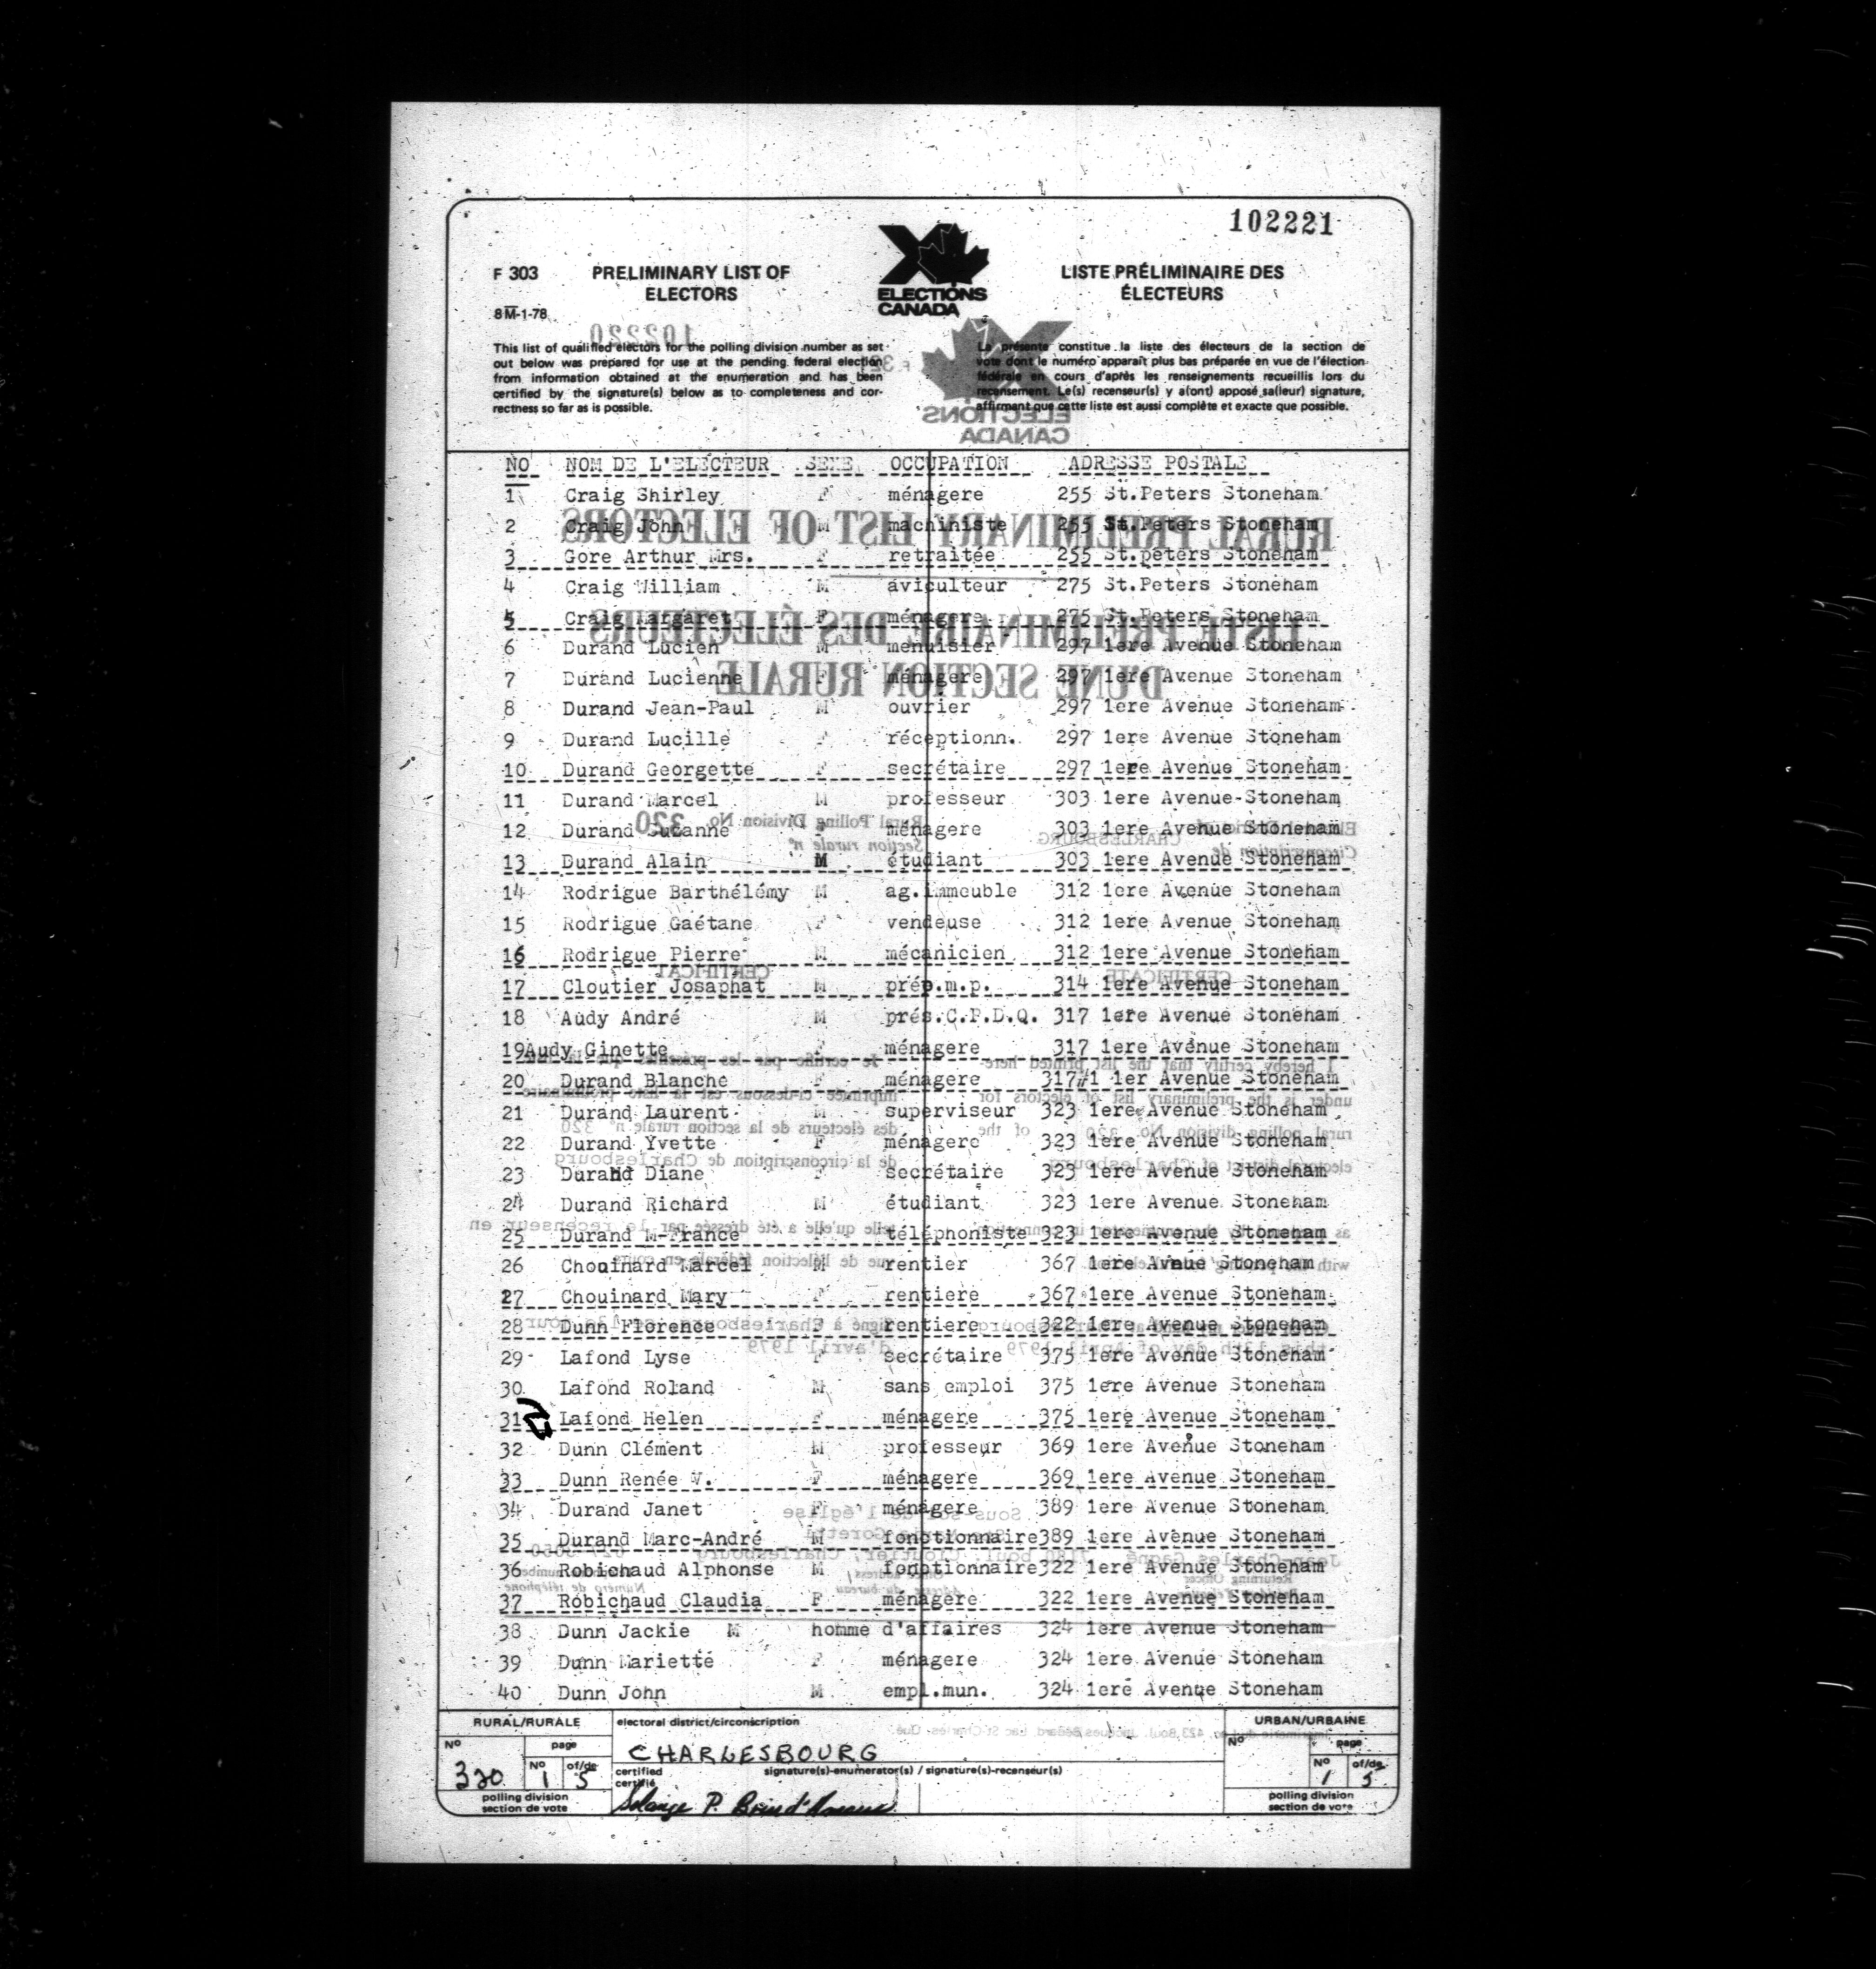 102221
F 303
8M-1-78
PRELIMINARY LIST OF
ELECTORS
ELECTIONS
CANADA
LISTE PRÉLIMINAIRE DES
ÉLECTEURS
This list of qualified electors for the polling division number as set
out below was prepared for use at the pending federal election
from information obtained at the enumeration and has been
certified by the signature(s) below as to completeness and cor-
rectness so far as is possible.
La présente constitue la liste des électeurs de la section de
vote dont le numéro apparaît plus bas préparée en vue de l'élection
fédérale en cours d'après les renseignements recueillis lors du
recensement. Le(s) recenseur(s) y a(ont) apposé sa(leur) signature,
affirmant que cette liste est aussi complète et exacte que possible.
NO NOM DE L'ELECTEUR SEXE OCCUPATION ADRESSE POSTALE
1 Craig Shirley F ménagere 255 St.Peters Stoneham
2 Craig John M machiniste 255 St.Peters Stoneham
3 Gore Arthur Mrs. F retraitée 255 St.peters Stoneham
4 Craig William M aviculteur 275 St.Peters Stoneham
5 Craig Margaret F ménagere 275 St.Peters Stoneham
6 Durand Lucien M menuisier 297 1ere Avenue Stoneham
7 Durand Lucienne F ménagere 297 1ere Avenue Stoneham
8 Durand Jean-Paul M ouvrier 297 1ere Avenue Stoneham
9 Durand Lucille F réceptionn. 297 1ere Avenue Stoneham
10 Durand Georgette F secrétaire 297 1ere Avenue Stoneham
11 Durand Marcel M professeur 303 1ere Avenue Stoneham
12 Durand Suzanne F ménagere 303 1ere Avenue Stoneham
13 Durand Alain M étudiant 303 1ere Avenue Stoneham
14 Rodrigue Barthélémy M ag.immeuble 312 1ere Avenue Stoneham
15 Rodrigue Gaétane F vendeuse 312 1ere Avenue Stoneham
16 Rodrigue Pierre M mécanicien 312 1ere Avenue Stoneham
17 Cloutier Josaphat M prép.m.p. 314 1ere Avenue Stoneham
18 Audy André M prés.C.P.D.Q. 317 1ere Avenue Stoneham
19Audy Ginette F ménagere 317 1ere Avenue Stoneham
20 Durand Blanche F ménagere 317#1 1er Avenue Stoneham
21 Durand Laurent M superviseur 323 1ere Avenue Stoneham
22 Durand Yvette F ménagere 323 1ere Avenue Stoneham
23 Durand Diane F secrétaire 323 1ere Avenue Stoneham
24 Durand Richard M étudiant 323 1ere Avenue Stoneham
25 Durand M-France F téléphoniste 323 1ere Avenue Stoneham
26 Chouinard Marcel M rentier 367 1ere Avenue Stoneham
27 Chouinard Mary F rentiere 367 1ere Avenue Stoneham
28 Dunn Florence F rentiere 322 1ere Avenue Stoneham
29 Lafond Lyse F secrétaire 375 1ere Avenue Stoneham
30 Lafond Roland M sans emploi 375 1ere Avenue Stoneham
31 Lafond Helen F ménagere 375 1ere Avenue Stoneham
32 Dunn Clément M professeur 369 1ere Avenue Stoneham
33 Dunn Renée V. F ménagere 369 1ere Avenue Stoneham
34 Durand Janet F ménagere 389 1ere Avenue Stoneham
35 Durand Marc-André M fonctionnaire389 1ere Avenue Stoneham
36 Robichaud Alphonse M fonctionnaire322 1ere Avenue Stoneham
37 Robichaud Claudia F ménagere 322 1ere Avenue Stoneham
38 Dunn Jackie M homme d'affaires 324 1ere Avenue Stoneham
39 Dunn Mariette F ménagere 324 1ere Avenue Stoneham
40 Dunn John M empl.mun. 324 1ere Avenue Stoneham
RURAL/RURALE
No 320
page
No 1 of/de 5
polling division
section de vote
electoral district/circonscription
CHARLESBOURG
certified
certifié
signature(s)-enumerator(s) / signature(s)-recenseur(s)
Solange P. Brind'Amour
URBAN/URBAINE
No
page
No 1 of/de 5
polling division
section de vote